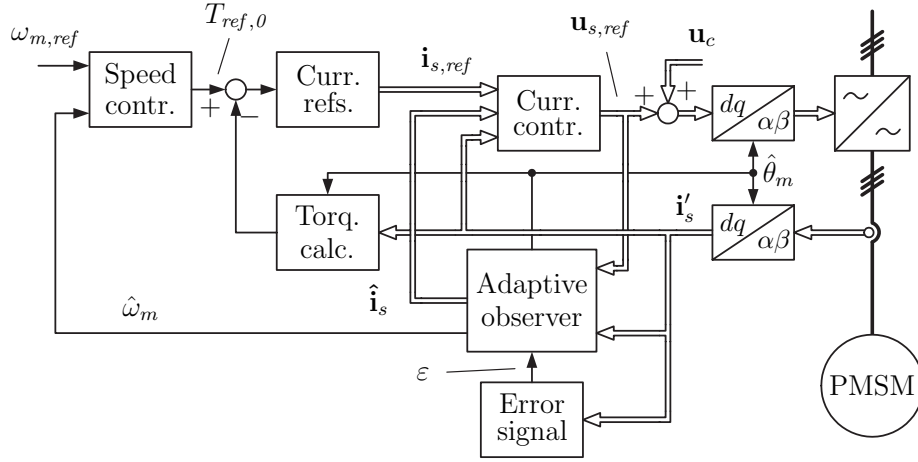 T_{ref,0}
ω_{m,ref}
u_{s,ref}
u_c
i_{s,ref}
Speed
contr.
+
−
Curr.
refs.
Curr.
contr.
+
+
dq
αβ
~
~
θ̂_m
i′_s
Torq.
calc.
dq
αβ
î_s
Adaptive
observer
ω̂_m
ε
Error
signal
PMSM